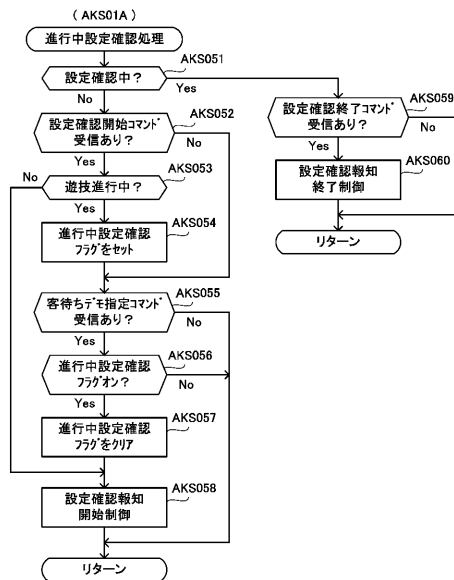 (AKS01A)
進行中設定確認処理
設定確認中?
AKS051
Yes
No
設定確認開始コマンド
受信あり?
AKS052
No
Yes
遊技進行中?
AKS053
No
Yes
進行中設定確認
フラグをセット
AKS054
客待ちデモ指定コマンド
受信あり?
AKS055
No
Yes
進行中設定確認
フラグオン?
AKS056
No
Yes
進行中設定確認
フラグをクリア
AKS057
設定確認報知
開始制御
AKS058
リターン
設定確認終了コマンド
受信あり?
AKS059
No
Yes
設定確認報知
終了制御
AKS060
リターン